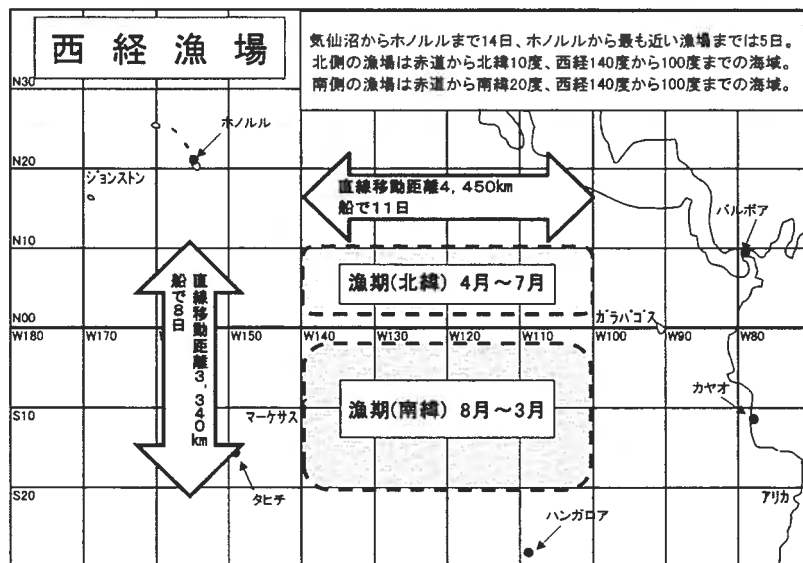 西経漁場
気仙沼からホノルルまで14日、ホノルルから最も近い漁場までは5日。
北側の漁場は赤道から北緯10度、西経140度から100度までの海域。
南側の漁場は赤道から南緯20度、西経140度から100度までの海域。
N30
ホノルル
N20
ジョンストン
直線移動距離4,450km
船で11日
バルボア
N10
漁期(北緯) 4月～7月
直線移動距離3,340km
船で8日
ガラパゴス
N00
W180
W170
W150
W140
W130
W120
W110
W100
W90
W80
カヤオ
S10
マーケサス
漁期(南緯) 8月～3月
S20
タヒチ
アリカ
ハンガロア